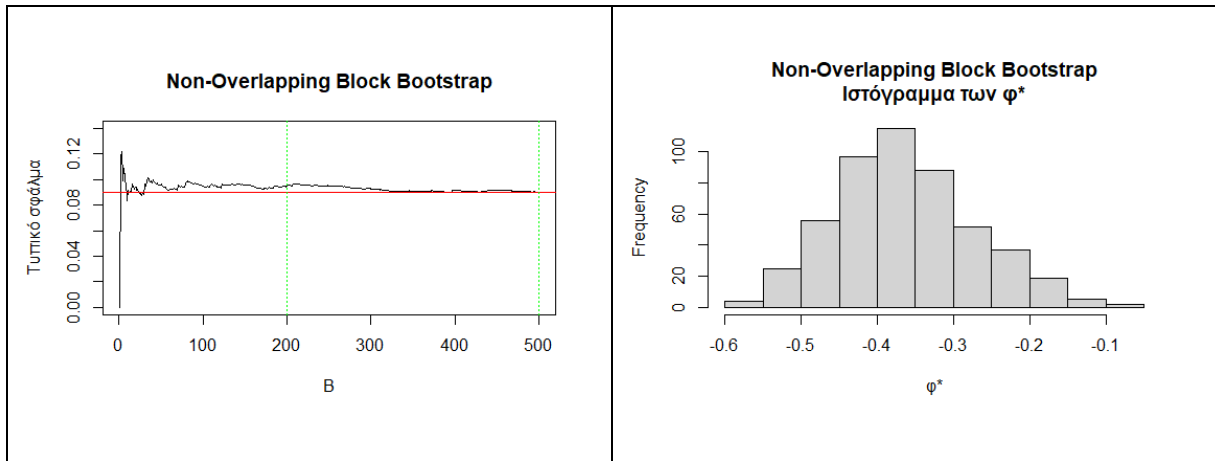 Non-Overlapping Block Bootstrap
Τυπικό σφάλμα
0.00 0.04 0.08 0.12
0 100 200 300 400 500
B
Non-Overlapping Block Bootstrap
Ιστόγραμμα των φ*
Frequency
0 20 60 100
-0.6 -0.5 -0.4 -0.3 -0.2 -0.1
φ*